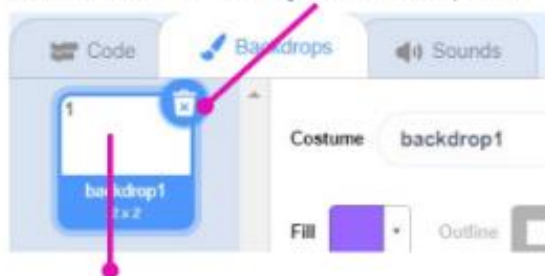 Code Backdrops Sounds
1
Costume backdrop1
backdrop1
2 x 2
Fill Outline